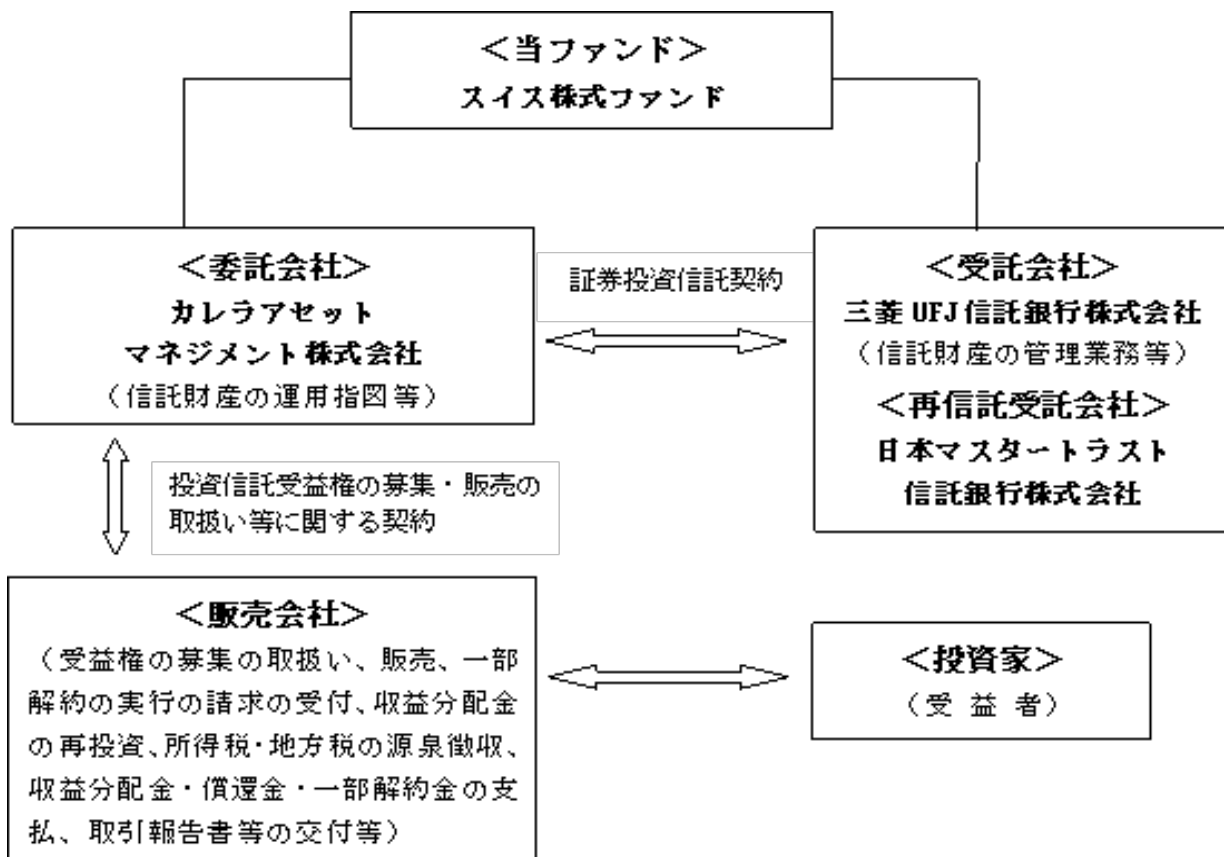 ＜当ファンド＞
スイス株式ファンド
＜委託会社＞
カレラアセット
マネジメント株式会社
（信託財産の運用指図等）
証券投資信託契約
＜受託会社＞
三菱UFJ信託銀行株式会社
（信託財産の管理業務等）
＜再信託受託会社＞
日本マスタートラスト
信託銀行株式会社
投資信託受益権の募集・販売の
取扱い等に関する契約
＜販売会社＞
（受益権の募集の取扱い、販売、一部
解約の実行の請求の受付、収益分配金
の再投資、所得税・地方税の源泉徴収、
収益分配金・償還金・一部解約金の支
払、取引報告書等の交付等）
＜投資家＞
（受 益 者）